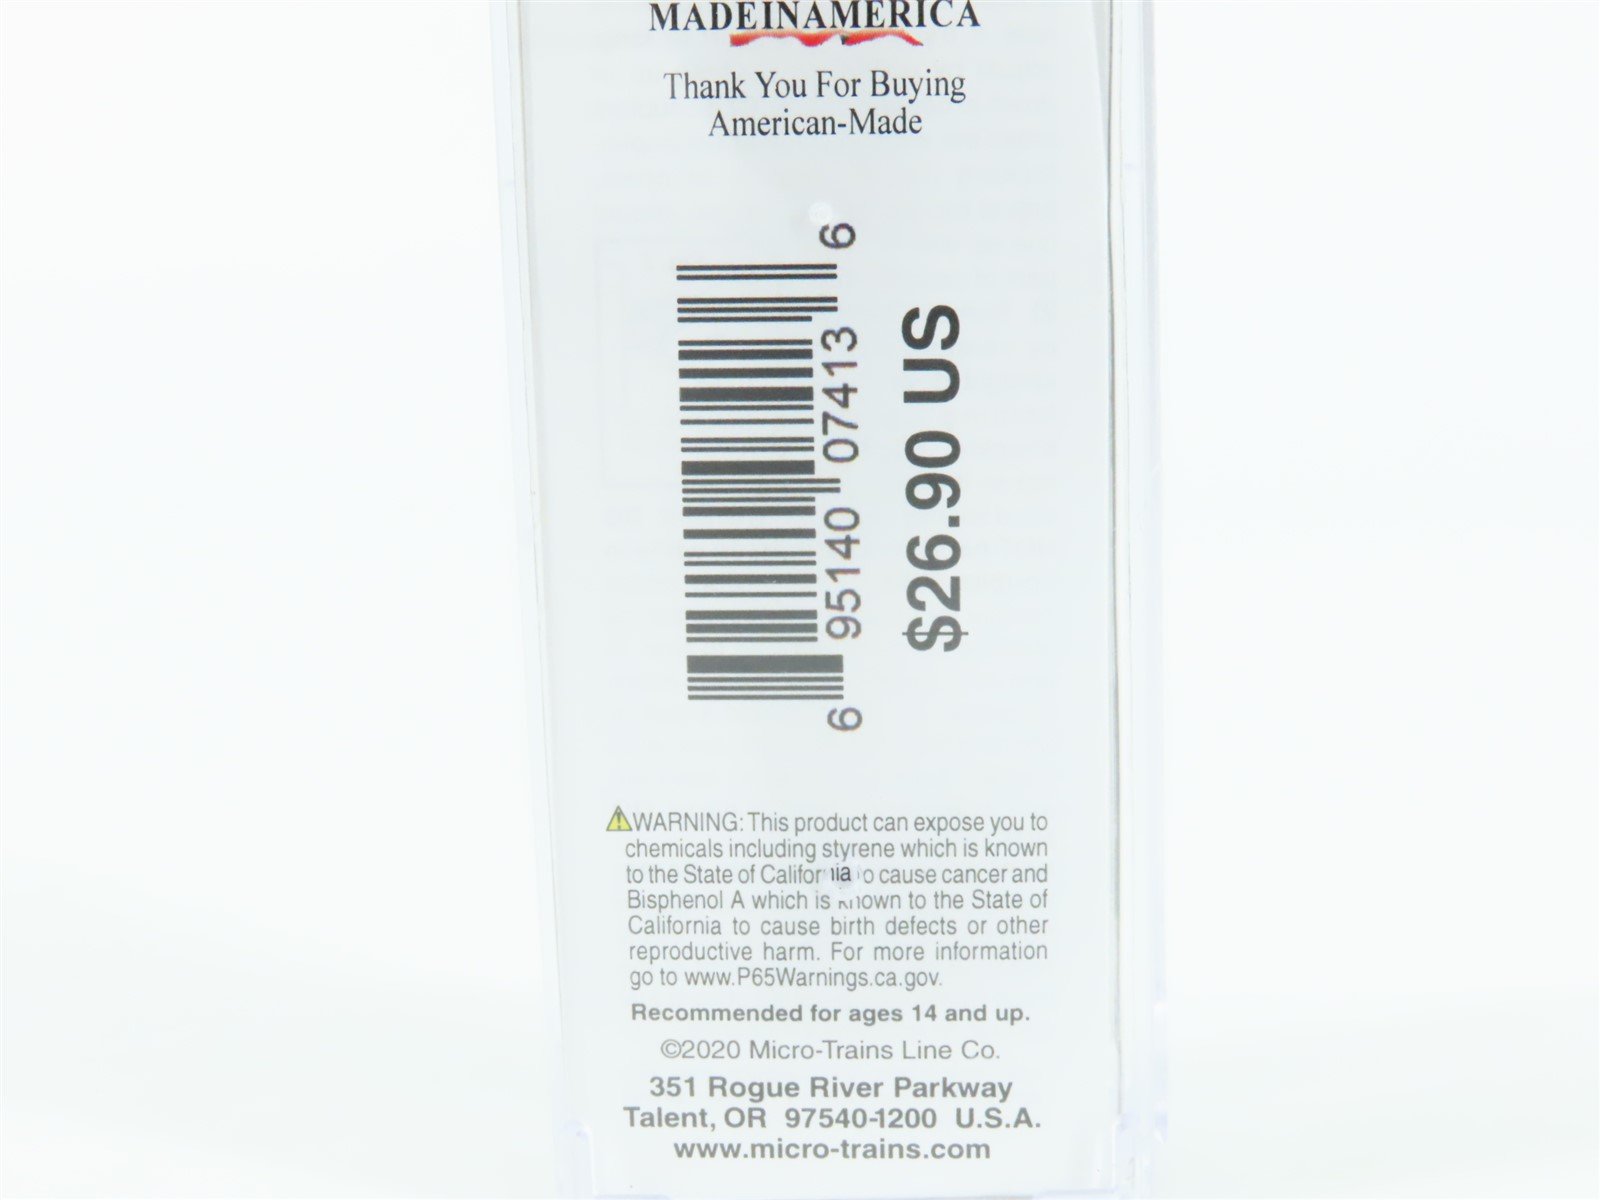 MADEINAMERICA
Thank You For Buying
American-Made
6 95140 07413 6
$26.90 US
WARNING: This product can expose you to
chemicals including styrene which is known
to the State of California to cause cancer and
Bisphenol A which is known to the State of
California to cause birth defects or other
reproductive harm. For more information
go to www.P65Warnings.ca.gov.
Recommended for ages 14 and up.
©2020 Micro-Trains Line Co.
351 Rogue River Parkway
Talent, OR 97540-1200 U.S.A.
www.micro-trains.com